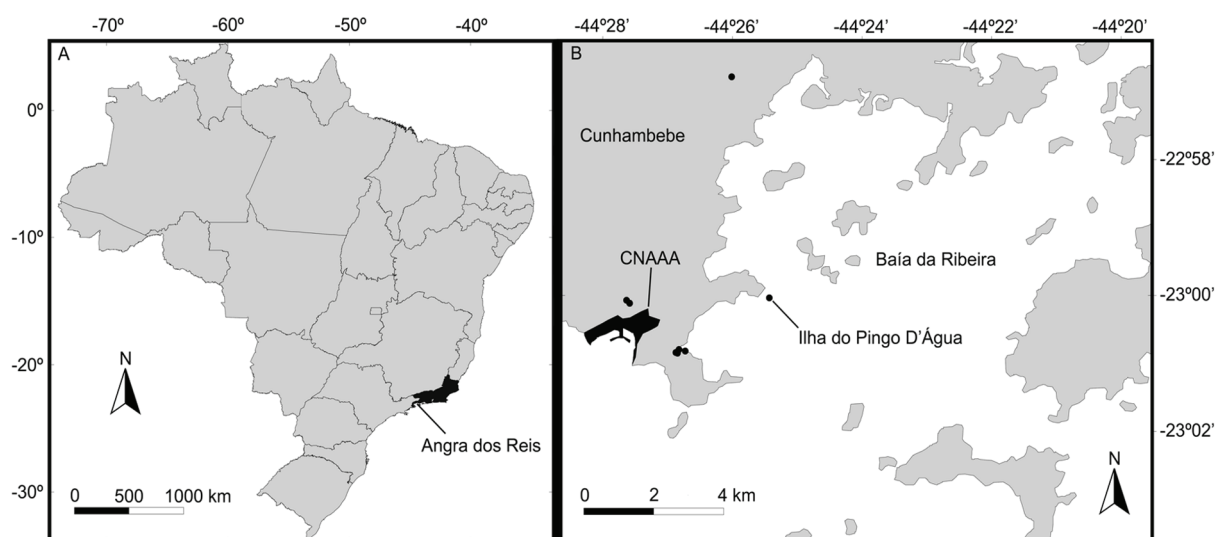 -70º -60º -50º -40º
A
0º
-10º
-20º
-30º
N
Angra dos Reis
0 500 1000 km
-44º28' -44º26' -44º24' -44º22' -44º20'
B
Cunhambebe
-22º58'
CNAAA
Baía da Ribeira
-23º00'
Ilha do Pingo D'Água
-23º02'
N
0 2 4 km